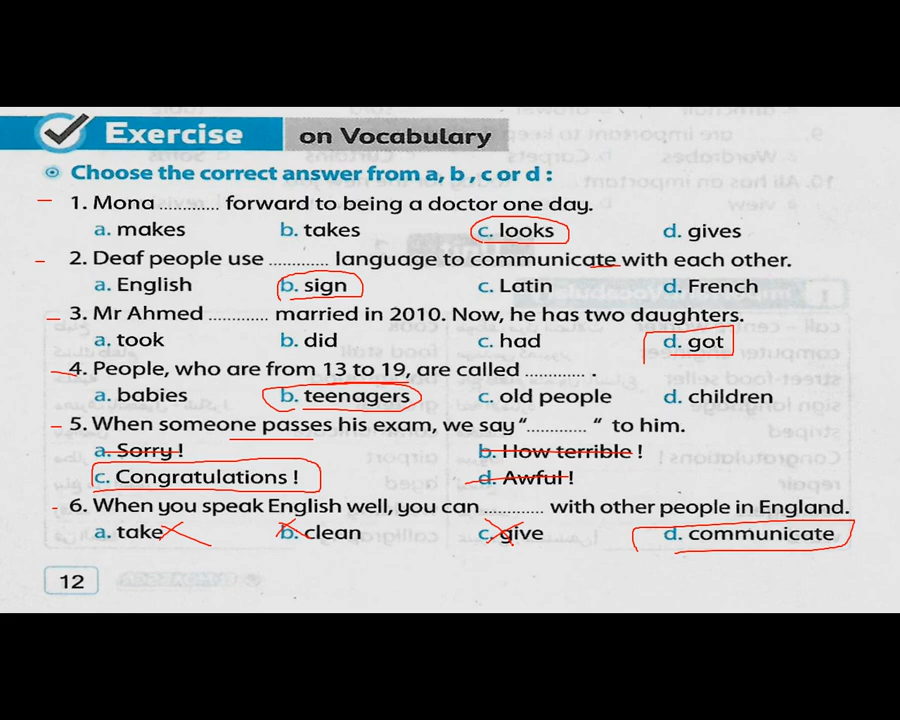 Exercise on Vocabulary
Choose the correct answer from a, b , c or d :
1. Mona ............ forward to being a doctor one day.
a. makes b. takes c. looks d. gives
2. Deaf people use ............ language to communicate with each other.
a. English b. sign c. Latin d. French
3. Mr Ahmed ............ married in 2010. Now, he has two daughters.
a. took b. did c. had d. got
4. People, who are from 13 to 19, are called ............ .
a. babies b. teenagers c. old people d. children
5. When someone passes his exam, we say “............ “ to him.
a. Sorry ! b. How terrible !
c. Congratulations ! d. Awful !
6. When you speak English well, you can ............ with other people in England.
a. take b. clean c. give d. communicate
12